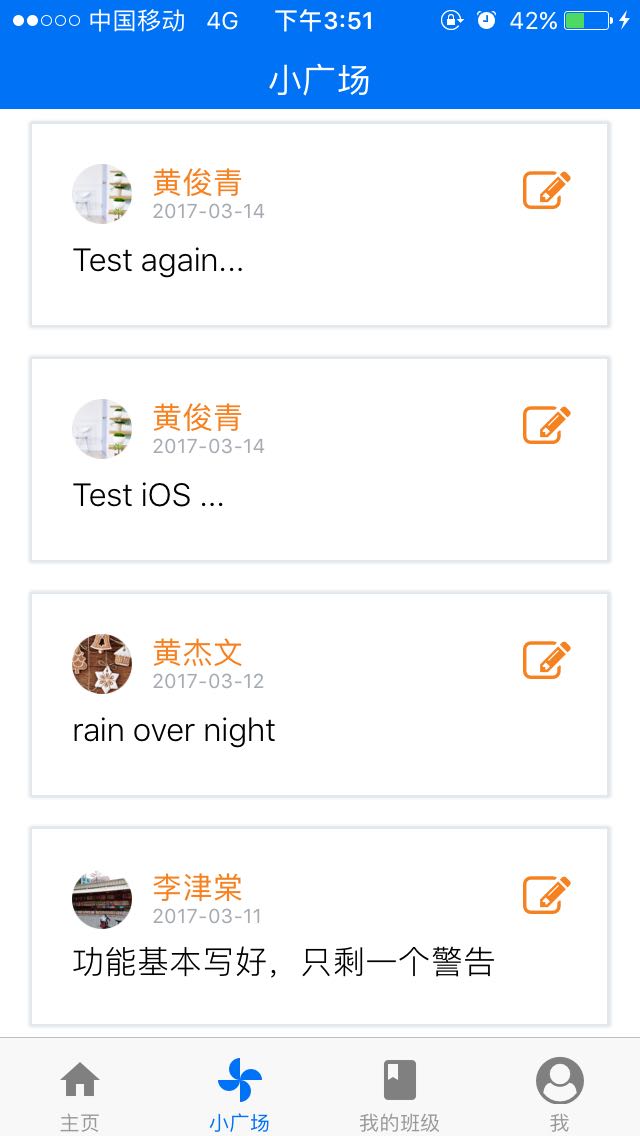 中国移动 4G 下午3:51 42%
小广场
黄俊青
2017-03-14
Test again...
黄俊青
2017-03-14
Test iOS ...
黄杰文
2017-03-12
rain over night
李津棠
2017-03-11
功能基本写好，只剩一个警告
主页 小广场 我的班级 我